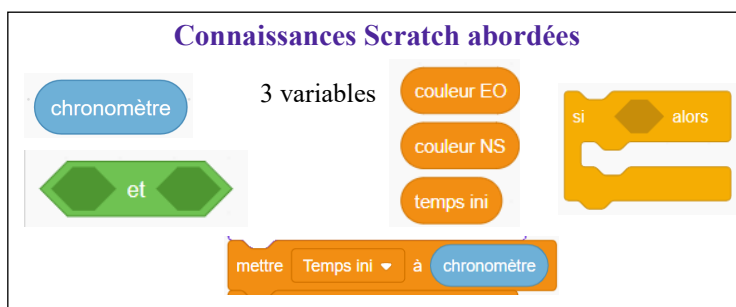 Connaissances Scratch abordées
chronomètre
3 variables
couleur EO
couleur NS
temps ini
si alors
et
mettre Temps ini à chronomètre